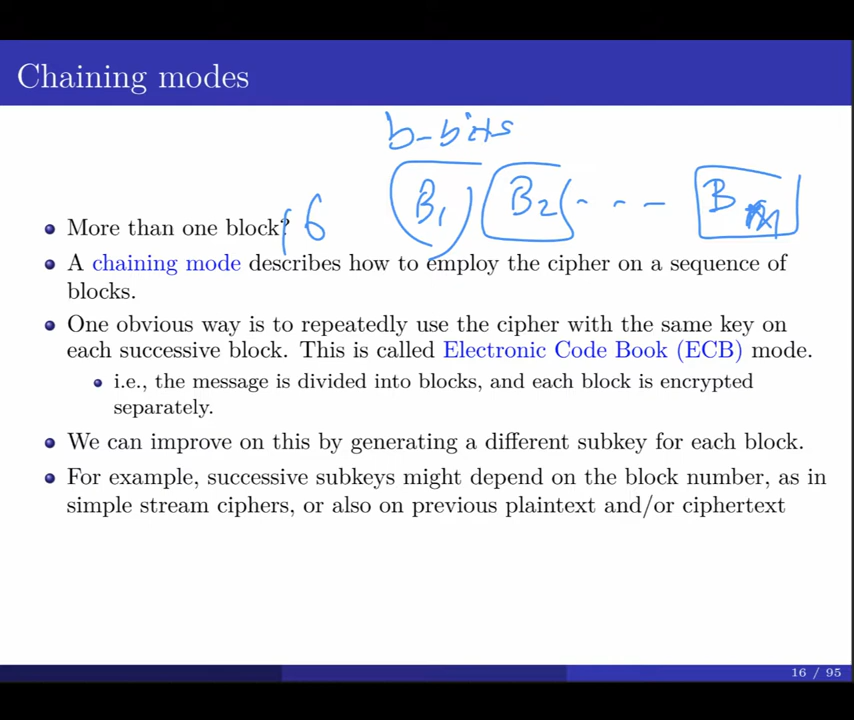 Chaining modes
b-bits
B1 B2 - - - B
More than one block?
A chaining mode describes how to employ the cipher on a sequence of
blocks.
One obvious way is to repeatedly use the cipher with the same key on
each successive block. This is called Electronic Code Book (ECB) mode.
i.e., the message is divided into blocks, and each block is encrypted
separately.
We can improve on this by generating a different subkey for each block.
For example, successive subkeys might depend on the block number, as in
simple stream ciphers, or also on previous plaintext and/or ciphertext
16 / 95